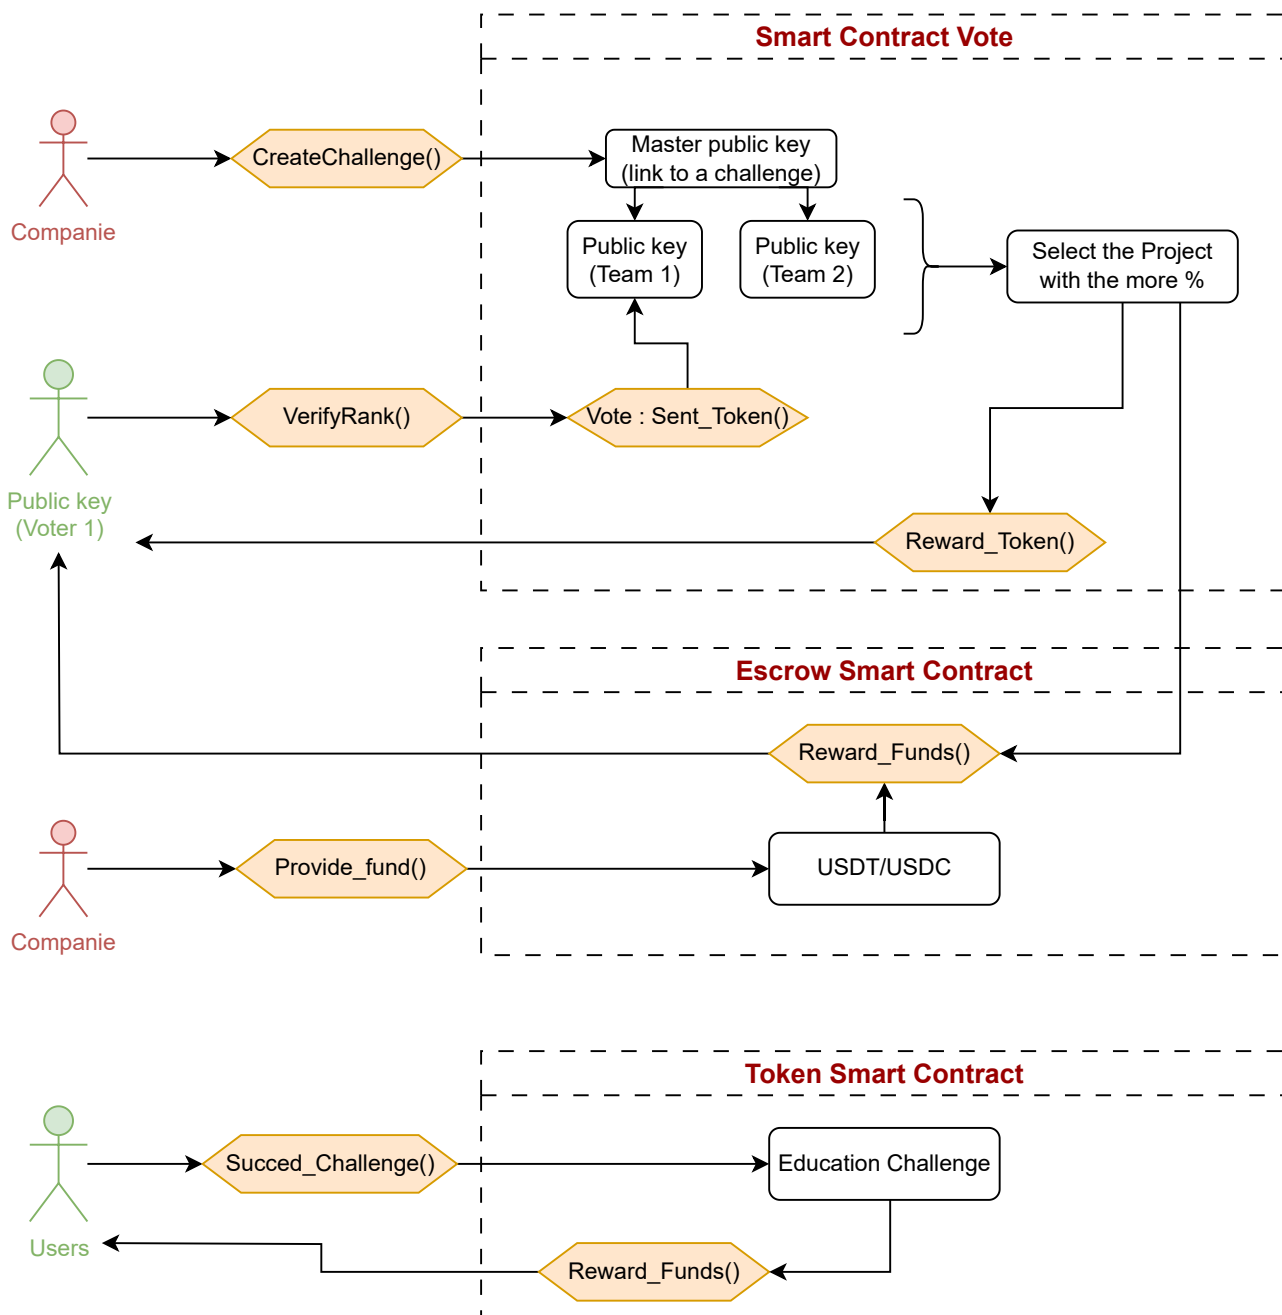 Smart Contract Vote
CreateChallenge()
Master public key
(link to a challenge)
Companie
Public key
(Team 1)
Public key
(Team 2)
Select the Project
with the more %
VerifyRank()
Vote : Sent_Token()
Public key
(Voter 1)
Reward_Token()
Escrow Smart Contract
Reward_Funds()
Provide_fund()
USDT/USDC
Companie
Token Smart Contract
Succed_Challenge()
Education Challenge
Users
Reward_Funds()